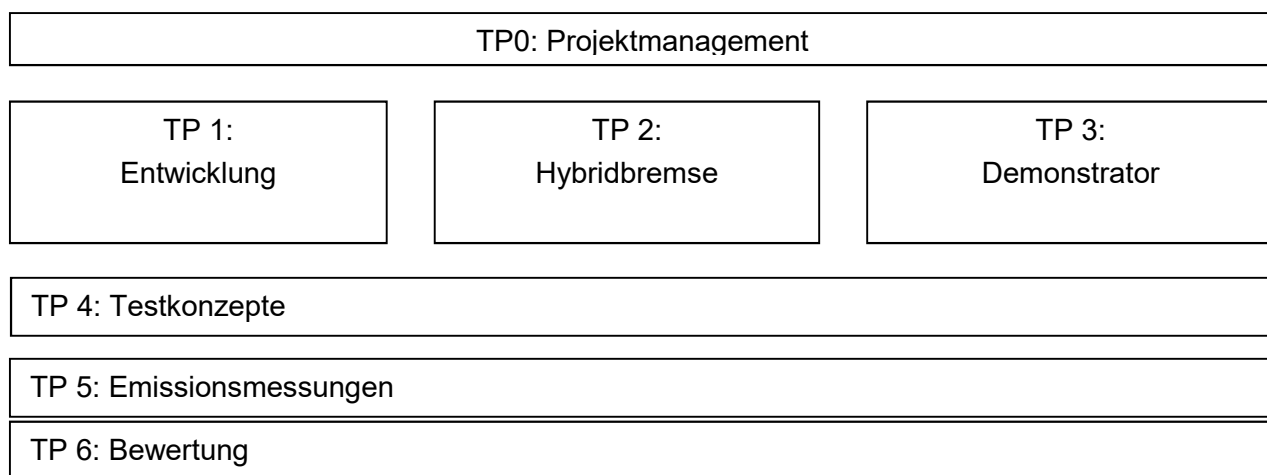 TP0: Projektmanagement
TP 1:
Entwicklung
TP 2:
Hybridbremse
TP 3:
Demonstrator
TP 4: Testkonzepte
TP 5: Emissionsmessungen
TP 6: Bewertung